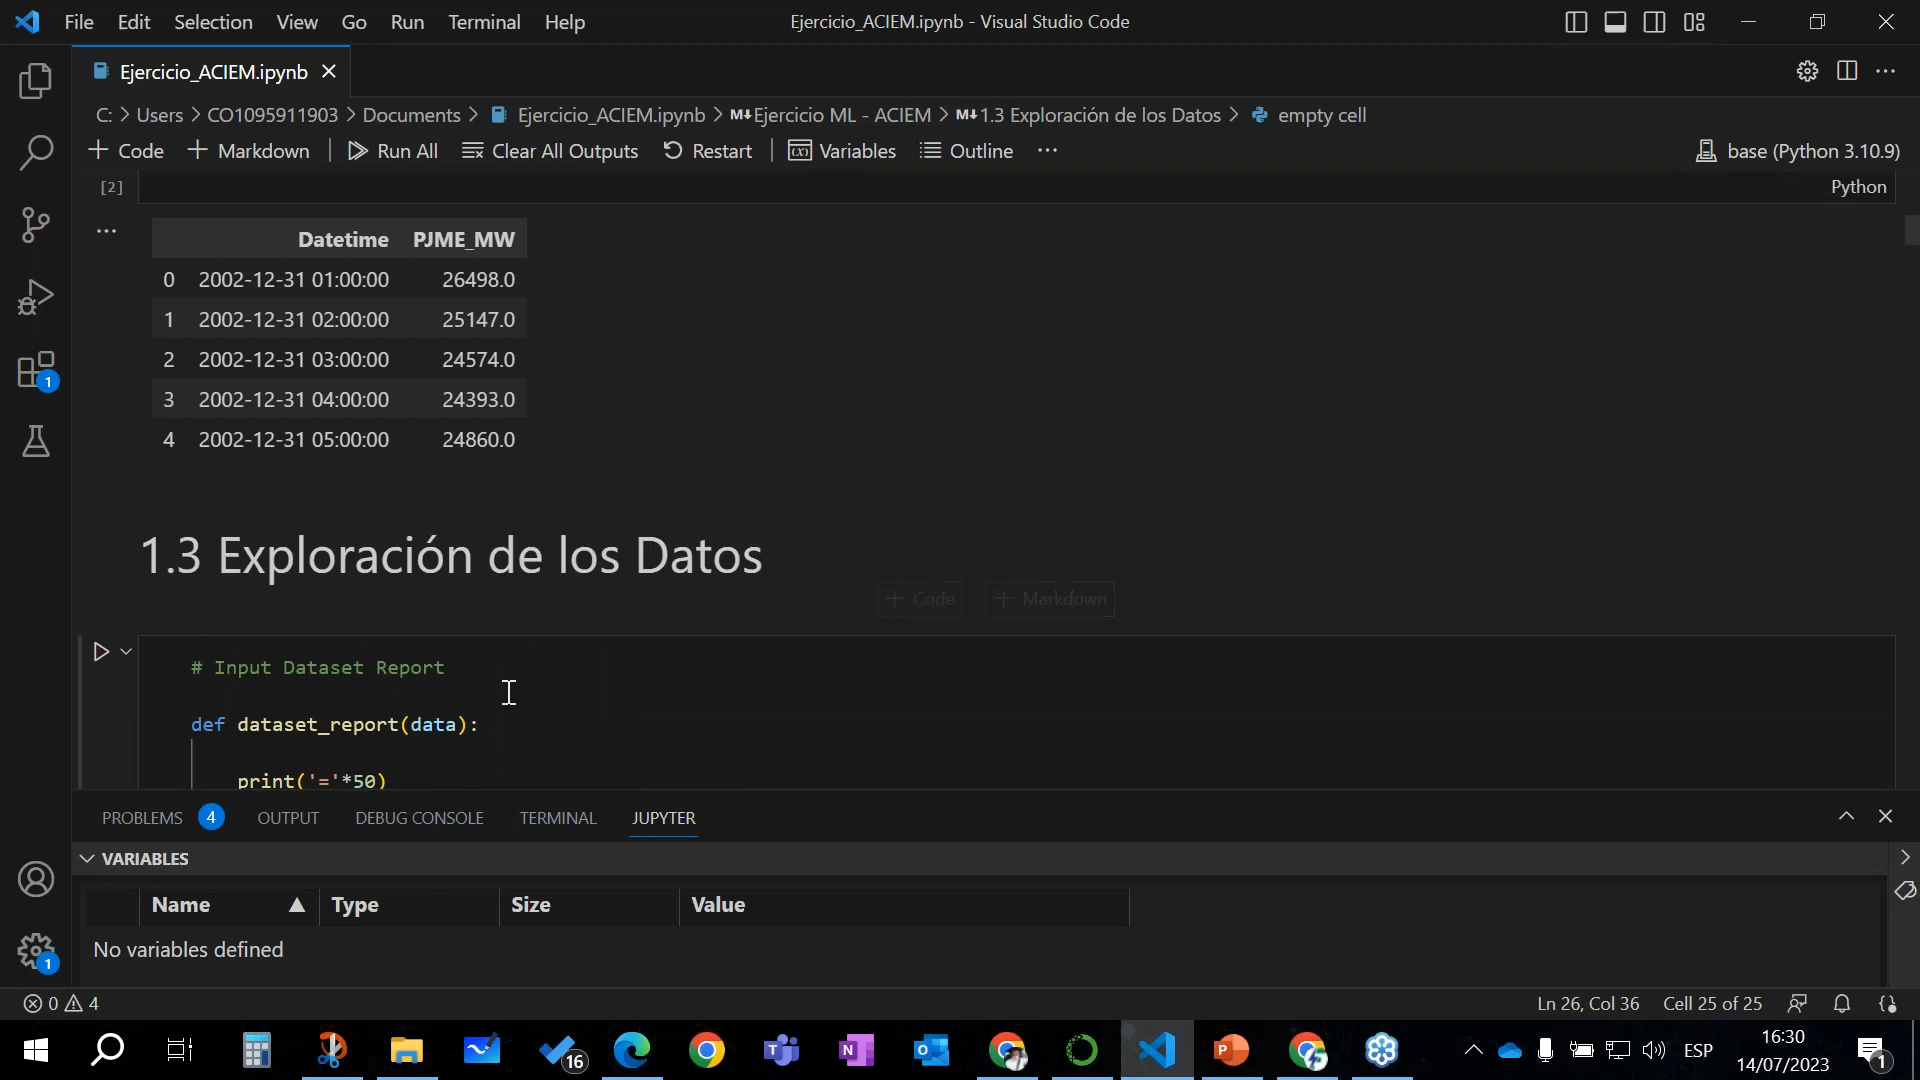 File Edit Selection View Go Run Terminal Help Ejercicio_ACIEM.ipynb - Visual Studio Code
Ejercicio_ACIEM.ipynb
C: > Users > CO1095911903 > Documents > Ejercicio_ACIEM.ipynb > M↓Ejercicio ML - ACIEM > M↓1.3 Exploración de los Datos > empty cell
+ Code + Markdown Run All Clear All Outputs Restart Variables Outline ... base (Python 3.10.9)
[2] Python
...
Datetime PJME_MW
0 2002-12-31 01:00:00 26498.0
1 2002-12-31 02:00:00 25147.0
2 2002-12-31 03:00:00 24574.0
3 2002-12-31 04:00:00 24393.0
4 2002-12-31 05:00:00 24860.0
1.3 Exploración de los Datos
+ Code + Markdown
# Input Dataset Report
def dataset_report(data):
print('='*50)
PROBLEMS 4 OUTPUT DEBUG CONSOLE TERMINAL JUPYTER
VARIABLES
Name Type Size Value
No variables defined
0 4 Ln 26, Col 36 Cell 25 of 25
16 ESP 16:30
14/07/2023 1